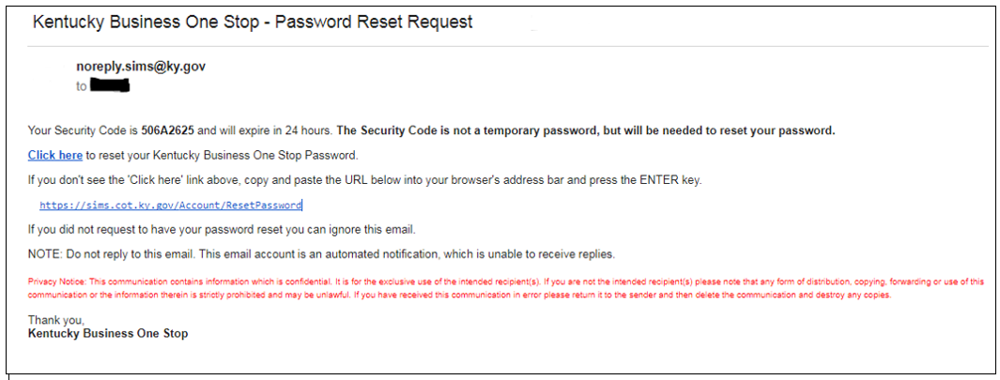 Kentucky Business One Stop - Password Reset Request
noreply.sims@ky.gov
to
Your Security Code is 506A2625 and will expire in 24 hours. The Security Code is not a temporary password, but will be needed to reset your password.
Click here to reset your Kentucky Business One Stop Password.
If you don't see the 'Click here' link above, copy and paste the URL below into your browser's address bar and press the ENTER key.
https://sims.cot.ky.gov/Account/ResetPassword
If you did not request to have your password reset you can ignore this email.
NOTE: Do not reply to this email. This email account is an automated notification, which is unable to receive replies.
Privacy Notice: This communication contains information which is confidential. It is for the exclusive use of the intended recipient(s). If you are not the intended recipient(s) please note that any form of distribution, copying, forwarding or use of this
communication or the information therein is strictly prohibited and may be unlawful. If you have received this communication in error please return it to the sender and then delete the communication and destroy any copies.
Thank you,
Kentucky Business One Stop